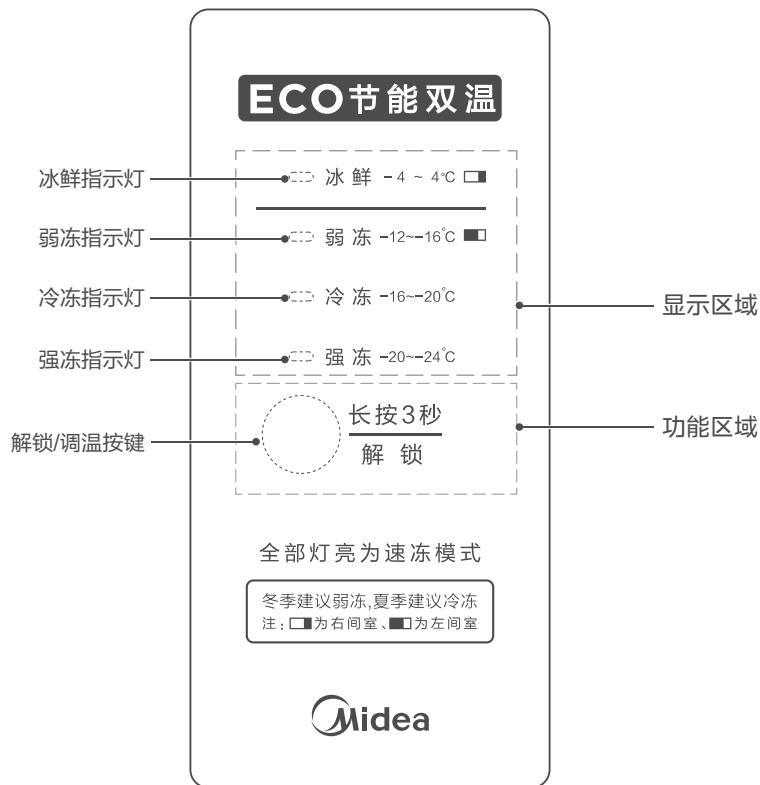 ECO节能双温
冰鲜指示灯
冰鲜 -4 ~ 4℃
弱冻指示灯
弱冻 -12~-16℃
冷冻指示灯
冷冻 -16~-20℃
显示区域
强冻指示灯
强冻 -20~-24℃
解锁/调温按键
长按3秒
解锁
功能区域
全部灯亮为速冻模式
冬季建议弱冻,夏季建议冷冻
注:为右间室、为左间室
Midea